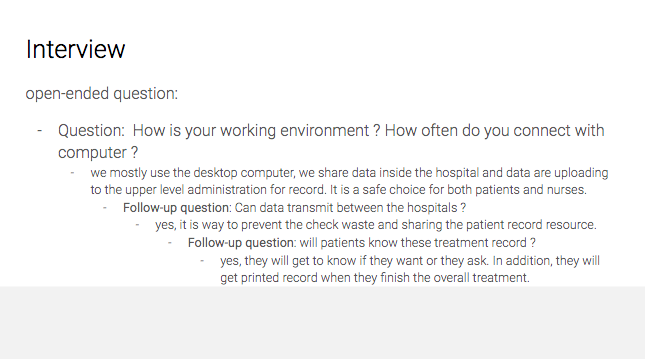 Interview
open-ended question:
- Question:  How is your working environment ? How often do you connect with
computer ?
- we mostly use the desktop computer, we share data inside the hospital and data are uploading
to the upper level administration for record. It is a safe choice for both patients and nurses.
- Follow-up question: Can data transmit between the hospitals ?
- yes, it is way to prevent the check waste and sharing the patient record resource.
- Follow-up question: will patients know these treatment record ?
- yes, they will get to know if they want or they ask. In addition, they will
get printed record when they finish the overall treatment.